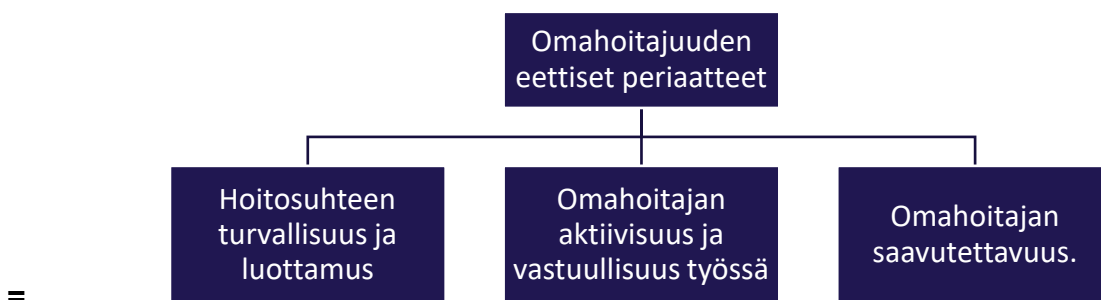 Omahoitajuuden
eettiset periaatteet
Hoitosuhteen
turvallisuus ja
luottamus
Omahoitajan
aktiivisuus ja
vastuullisuus työssä
Omahoitajan
saavutettavuus.
=